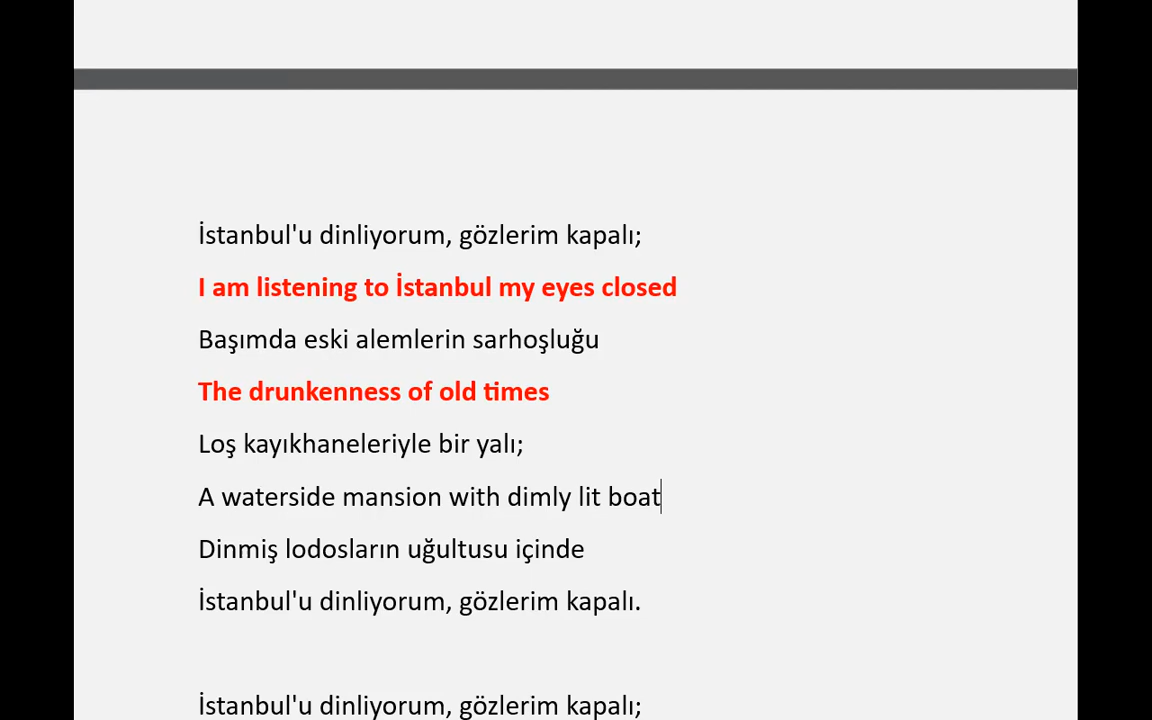 İstanbul'u dinliyorum, gözlerim kapalı;
I am listening to İstanbul my eyes closed
Başımda eski alemlerin sarhoşluğu
The drunkenness of old times
Loş kayıkhaneleriyle bir yalı;
A waterside mansion with dimly lit boat
Dinmiş lodosların uğultusu içinde
İstanbul'u dinliyorum, gözlerim kapalı.
İstanbul'u dinliyorum, gözlerim kapalı;